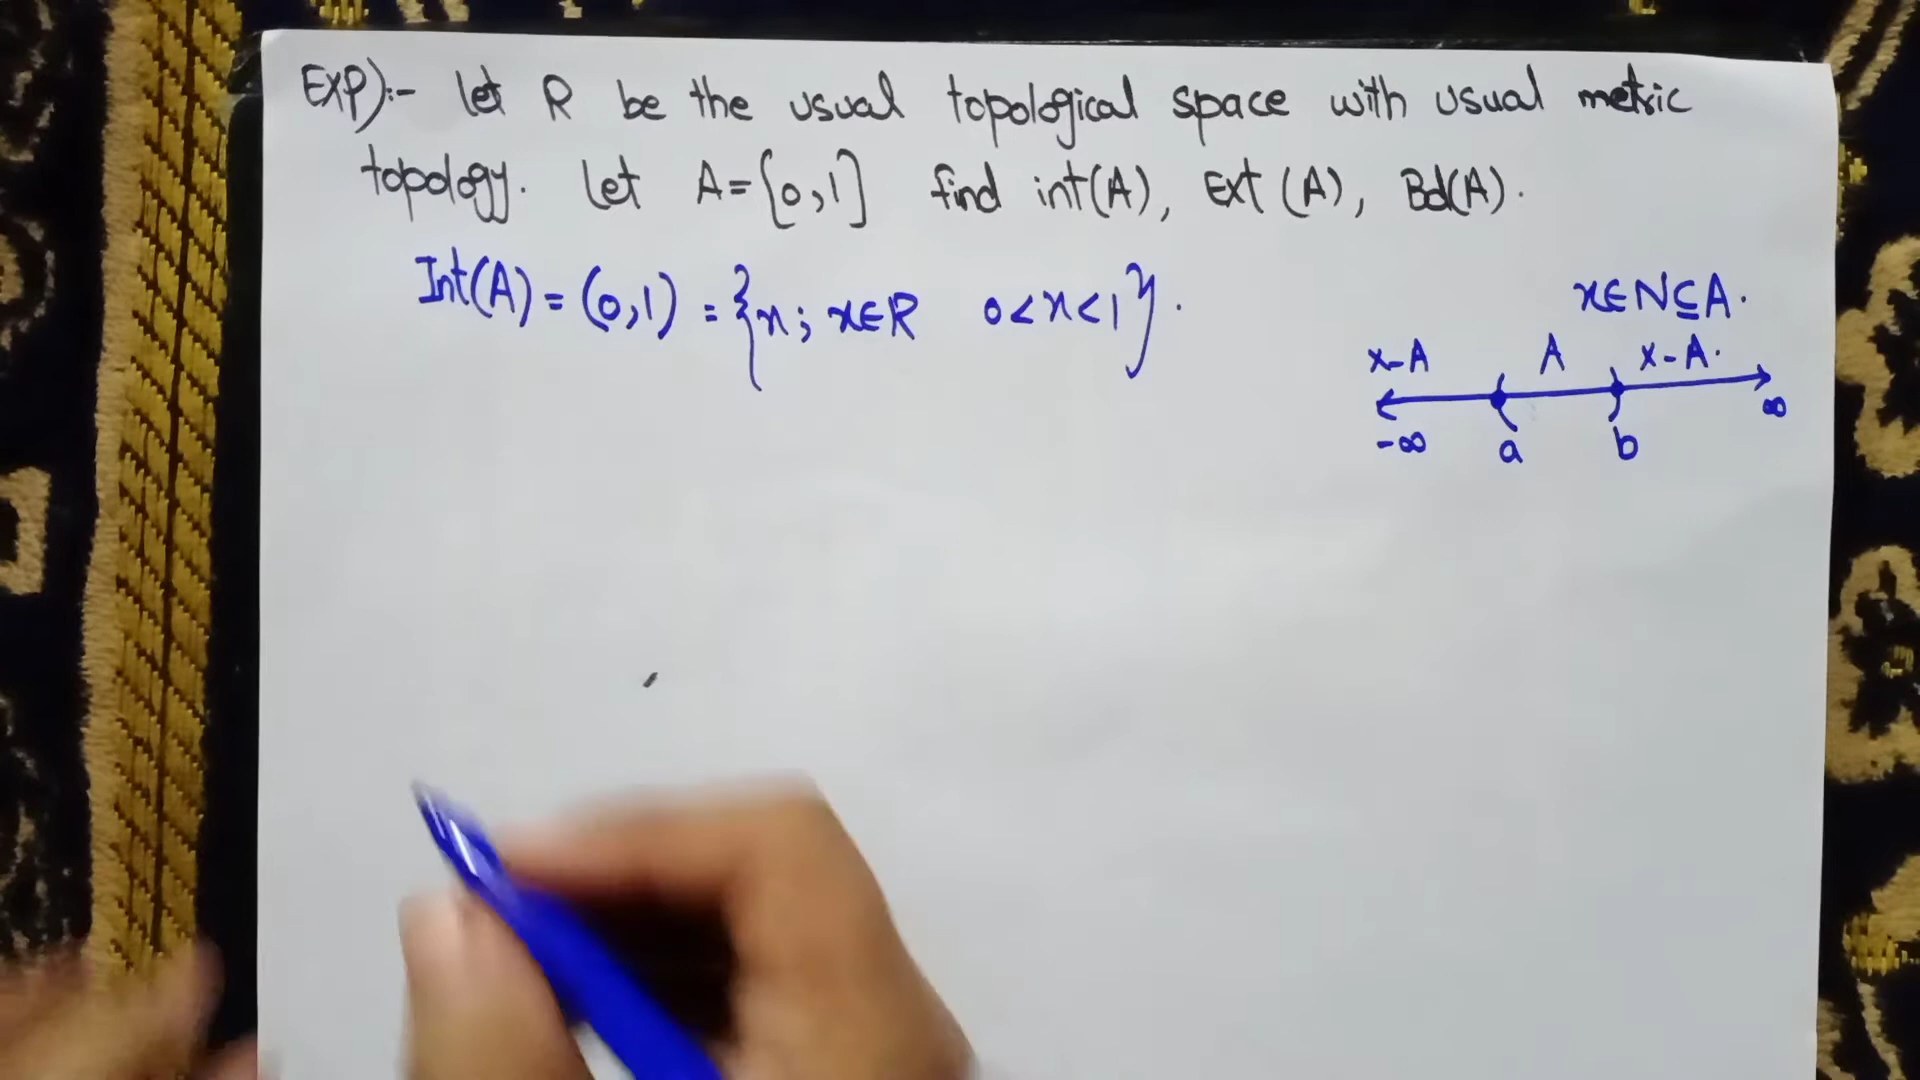 Exp):- let R be the usual topological space with usual metric
topology. Let A=[0,1] find int(A), Ext (A), Bd(A).
Int(A) = (0,1) = {x; x∈R 0<x<1}.
x∈N⊆A.
X-A A X-A.
-∞ a b ∞